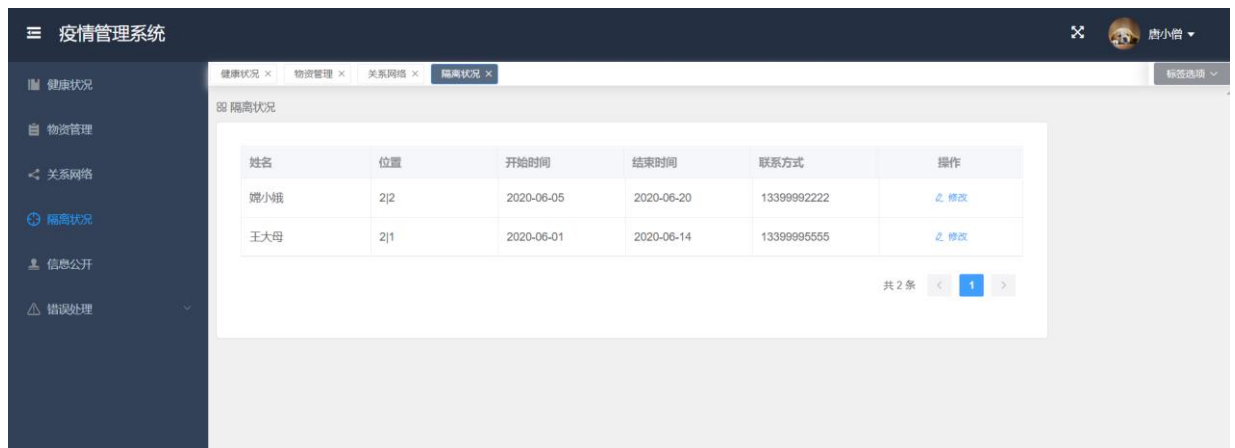 疫情管理系统
唐小僧
健康状况
物资管理
关系网络
隔离状况
信息公开
错误处理
健康状况 × 物资管理 × 关系网络 × 隔离状况 ×
标签选项
隔离状况
姓名 位置 开始时间 结束时间 联系方式 操作
嫦小娥 2|2 2020-06-05 2020-06-20 13399992222 修改
王大母 2|1 2020-06-01 2020-06-14 13399995555 修改
共 2 条 < 1 >